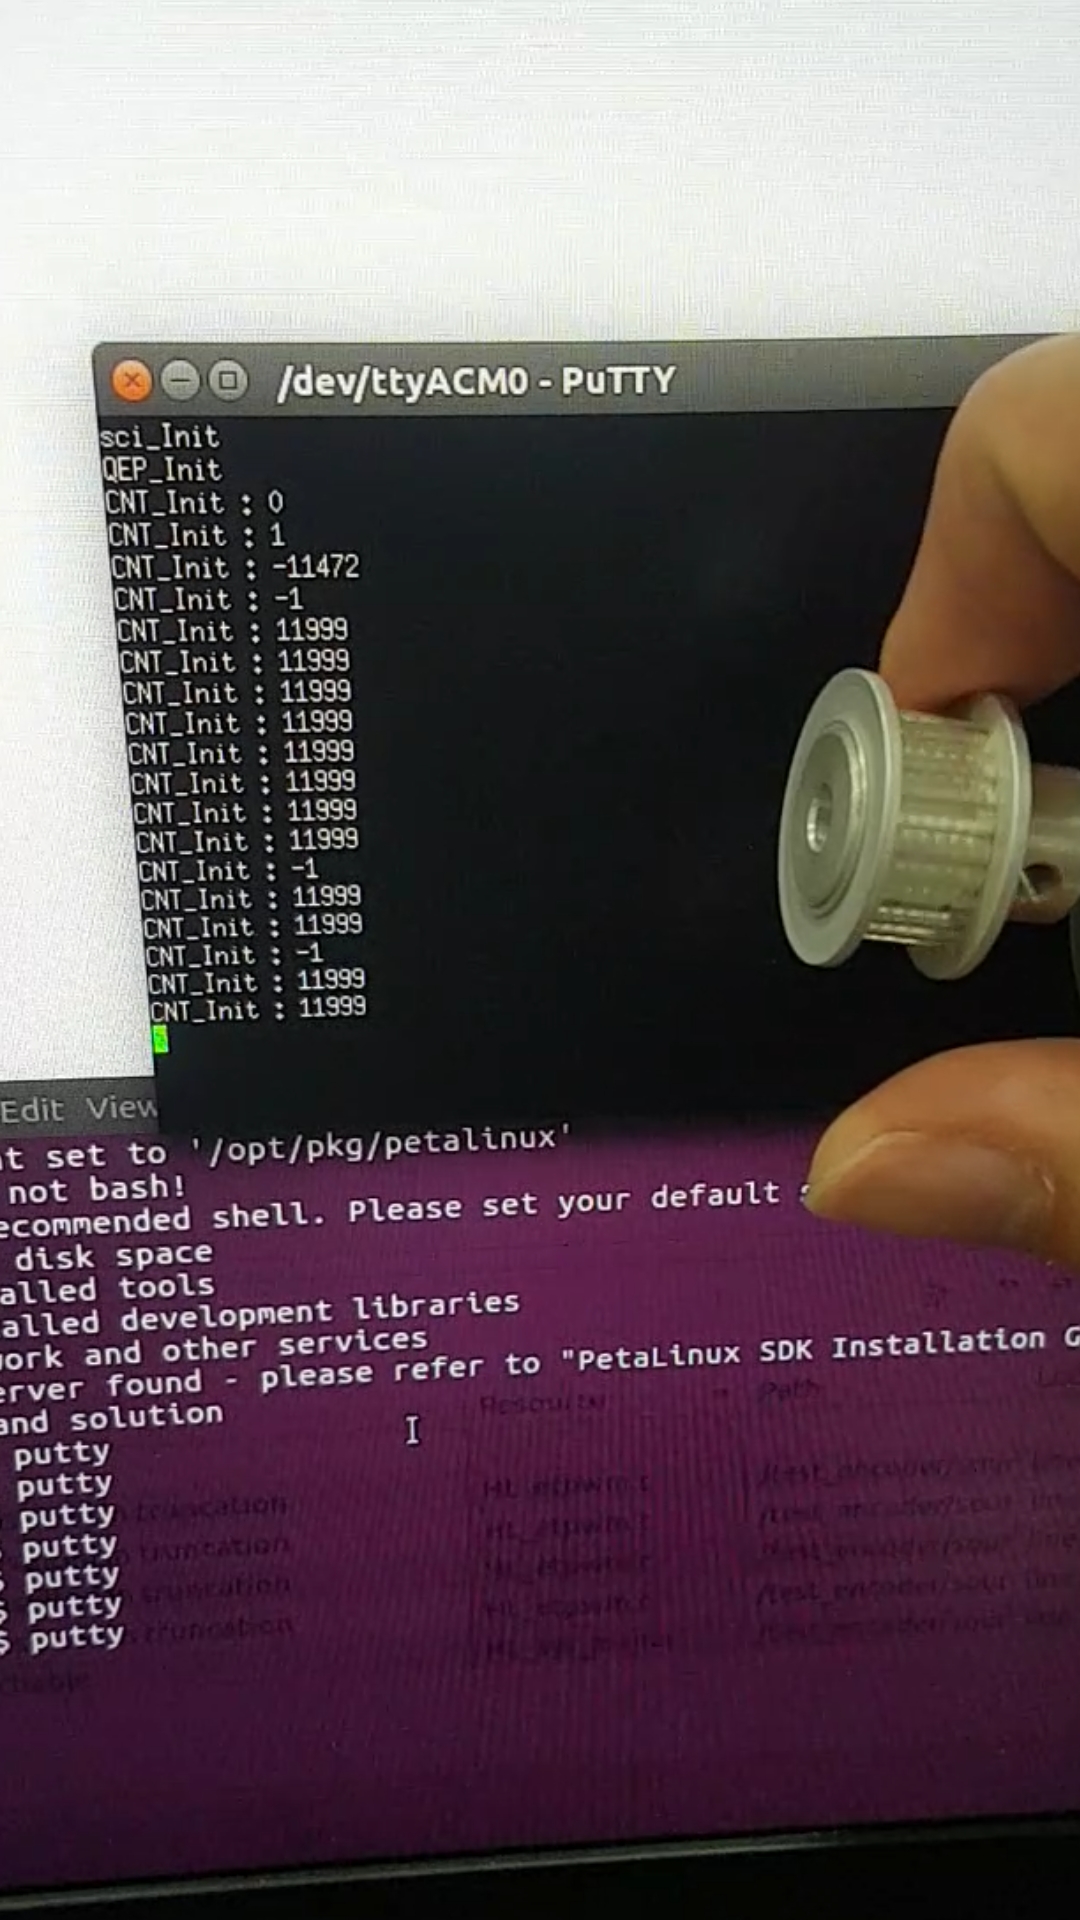 /dev/ttyACM0 - PuTTY
sci_Init
QEP_Init
CNT_Init : 0
CNT_Init : 1
CNT_Init : -11472
CNT_Init : -1
CNT_Init : 11999
CNT_Init : 11999
CNT_Init : 11999
CNT_Init : 11999
CNT_Init : 11999
CNT_Init : 11999
CNT_Init : 11999
CNT_Init : 11999
CNT_Init : -1
CNT_Init : 11999
CNT_Init : 11999
CNT_Init : -1
CNT_Init : 11999
CNT_Init : 11999
Edit View
t set to '/opt/pkg/petalinux'
not bash!
ecommended shell. Please set your default
disk space
alled tools
alled development libraries
work and other services
erver found - please refer to "PetaLinux SDK Installation G
and solution
putty
putty
putty
putty
$ putty
$ putty
$ putty